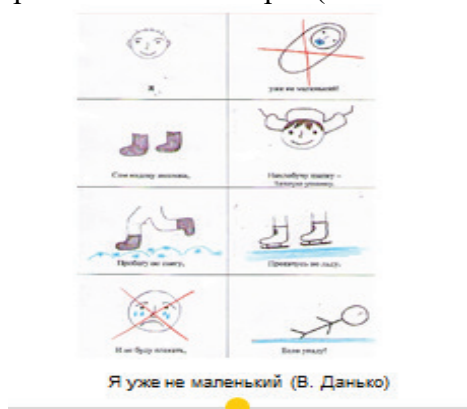 Я
уже не маленький!
Сам надену валенки,
Нахлобучу шапку –
Зимнюю ушанку.
Пробегу по снегу,
Прокачусь по льду.
И не буду плакать,
Если упаду!
Я уже не маленький (В. Данько)